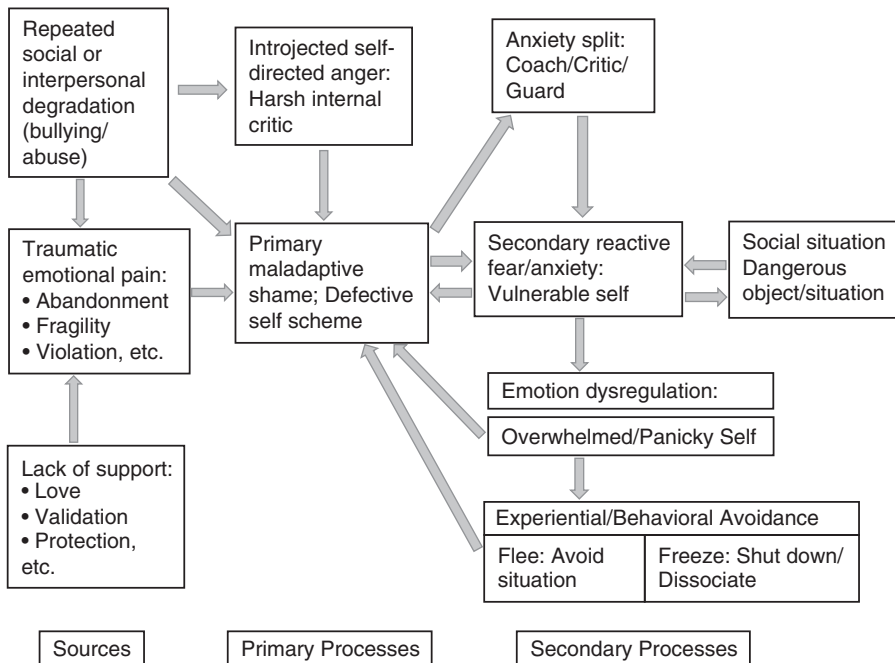 Repeated
social or
interpersonal
degradation
(bullying/
abuse)
Introjected self-
directed anger:
Harsh internal
critic
Anxiety split:
Coach/Critic/
Guard
Traumatic
emotional pain:
• Abandonment
• Fragility
• Violation, etc.
Primary
maladaptive
shame; Defective
self scheme
Secondary reactive
fear/anxiety:
Vulnerable self
Social situation
Dangerous
object/situation
Emotion dysregulation:
Overwhelmed/Panicky Self
Lack of support:
• Love
• Validation
• Protection,
etc.
Experiential/Behavioral Avoidance
Flee: Avoid
situation
Freeze: Shut down/
Dissociate
Sources
Primary Processes
Secondary Processes